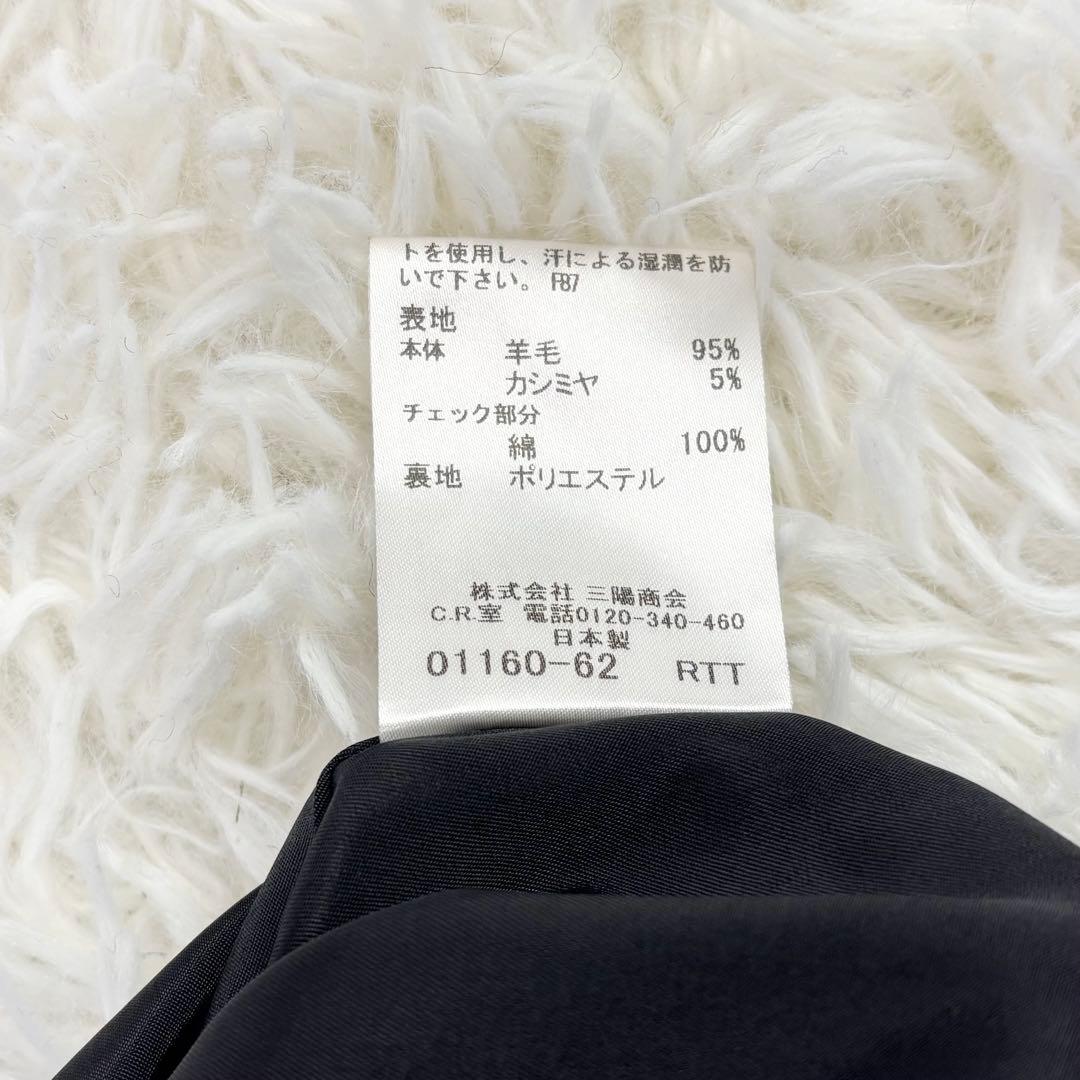 トを使用し、汗による湿潤を防
いで下さい。F87
表地
本体 羊毛 95%
カシミヤ 5%
チェック部分
綿 100%
裏地 ポリエステル
株式会社 三陽商会
C.R.室 電話0120-340-460
日本製
01160-62 RTT